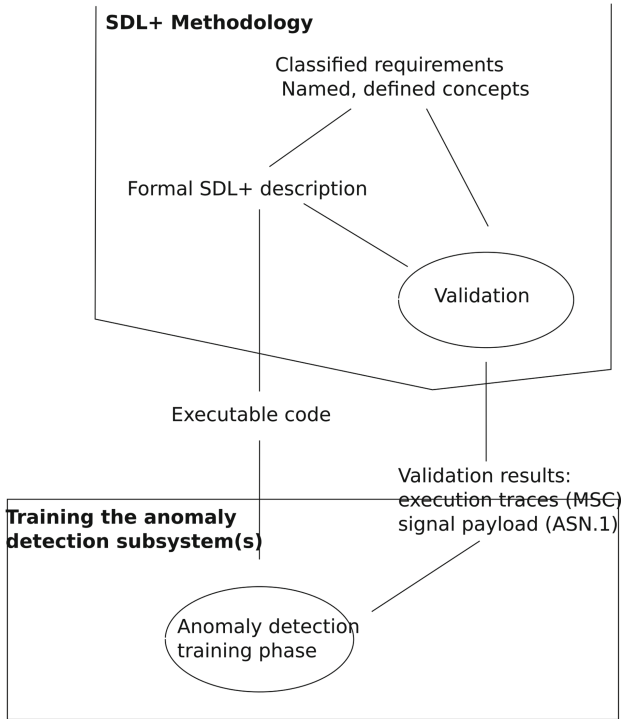 SDL+ Methodology
Classified requirements
Named, defined concepts
Formal SDL+ description
Validation
Executable code
Validation results:
execution traces (MSC)
signal payload (ASN.1)
Training the anomaly
detection subsystem(s)
Anomaly detection
training phase